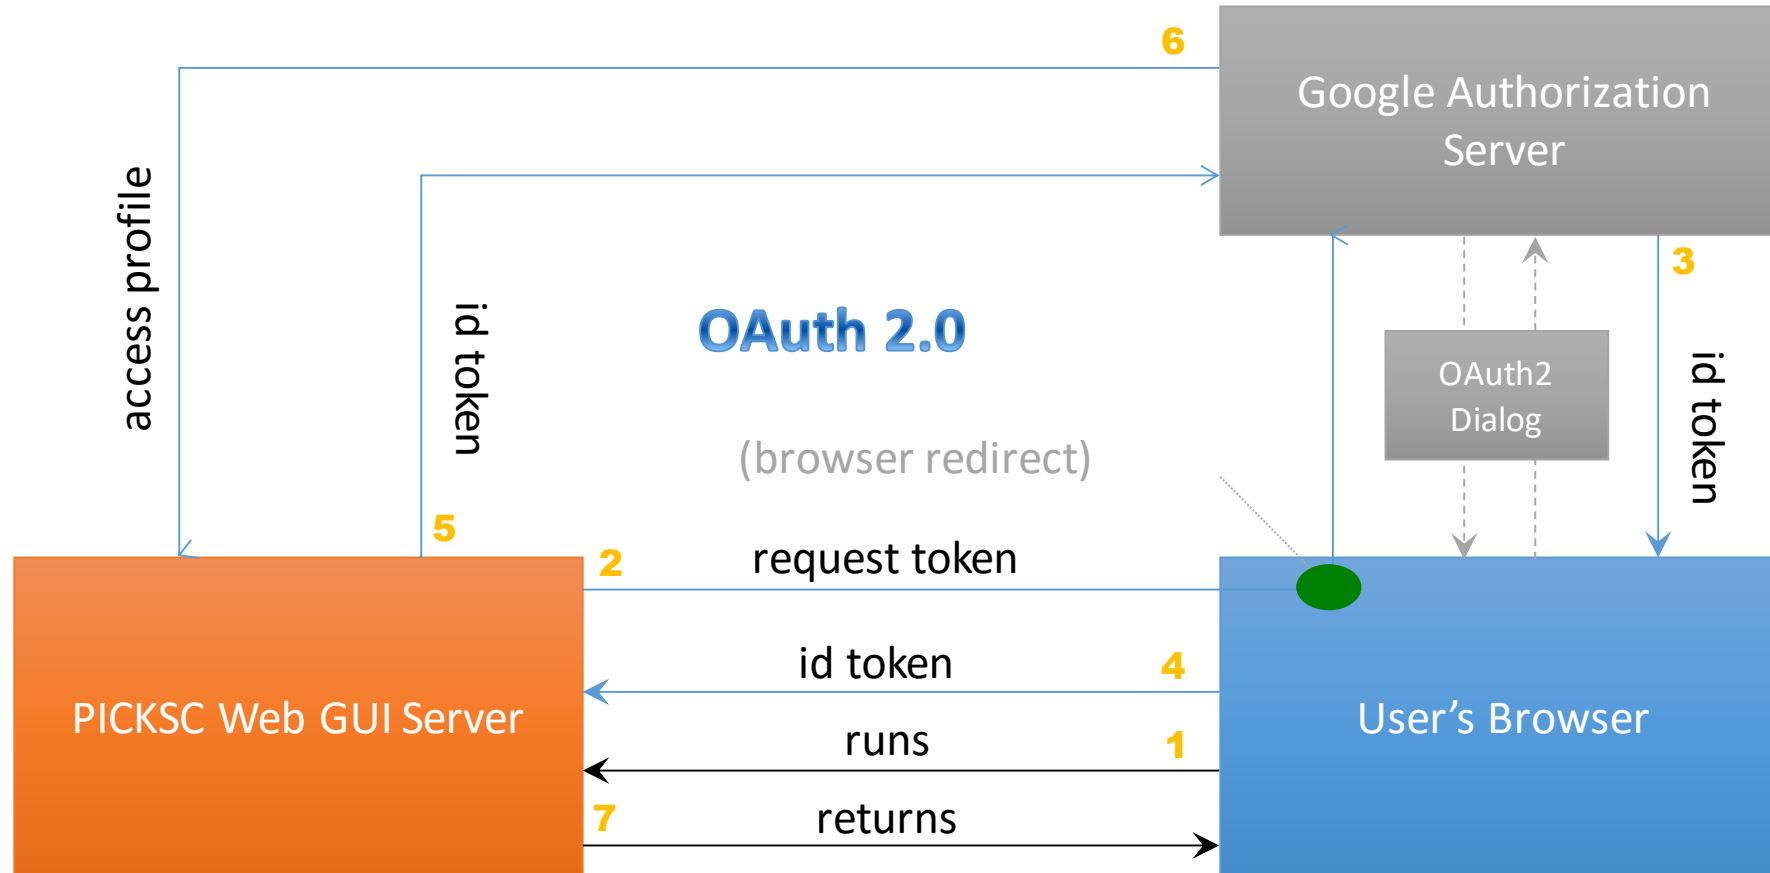 6
Google Authorization
Server
access profile
id token
3
OAuth 2.0
OAuth2
Dialog
id token
(browser redirect)
5
2
request token
id token
4
PICKSC Web GUI Server
User's Browser
runs
1
7
returns